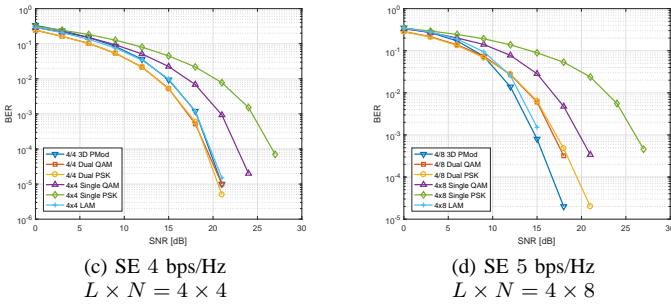 10^0
10^-1
10^-2
10^-3
10^-4
10^-5
BER
4/4 3D PMod
4/4 Dual QAM
4/4 Dual PSK
4x4 Single QAM
4x4 Single PSK
4x4 LAM
0 5 10 15 20 25 30
SNR [dB]
(c) SE 4 bps/Hz
L × N = 4 × 4
10^0
10^-1
10^-2
10^-3
10^-4
10^-5
BER
4/8 3D PMod
4/8 Dual QAM
4/8 Dual PSK
4x8 Single QAM
4x8 Single PSK
4x8 LAM
0 5 10 15 20 25 30
SNR [dB]
(d) SE 5 bps/Hz
L × N = 4 × 8